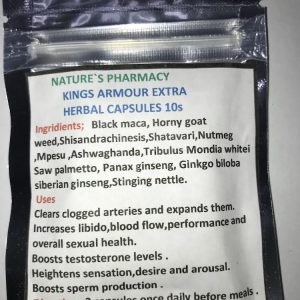 NATURE`S PHARMACY
KINGS ARMOUR EXTRA
HERBAL CAPSULES 10s
Ingridients; Black maca, Horny goat
weed,Shisandrachinesis,Shatavari,Nutmeg
,Mpesu ,Ashwaghanda,Tribulus Mondia whitei
Saw palmetto, Panax ginseng, Ginkgo biloba
siberian ginseng,Stinging nettle.
Uses
Clears clogged arteries and expands them.
Increases libido,blood flow,performance and
overall sexual health.
Boosts testosterone levels .
Heightens sensation,desire and arousal.
Boosts sperm production .
capsules once daily before meals .